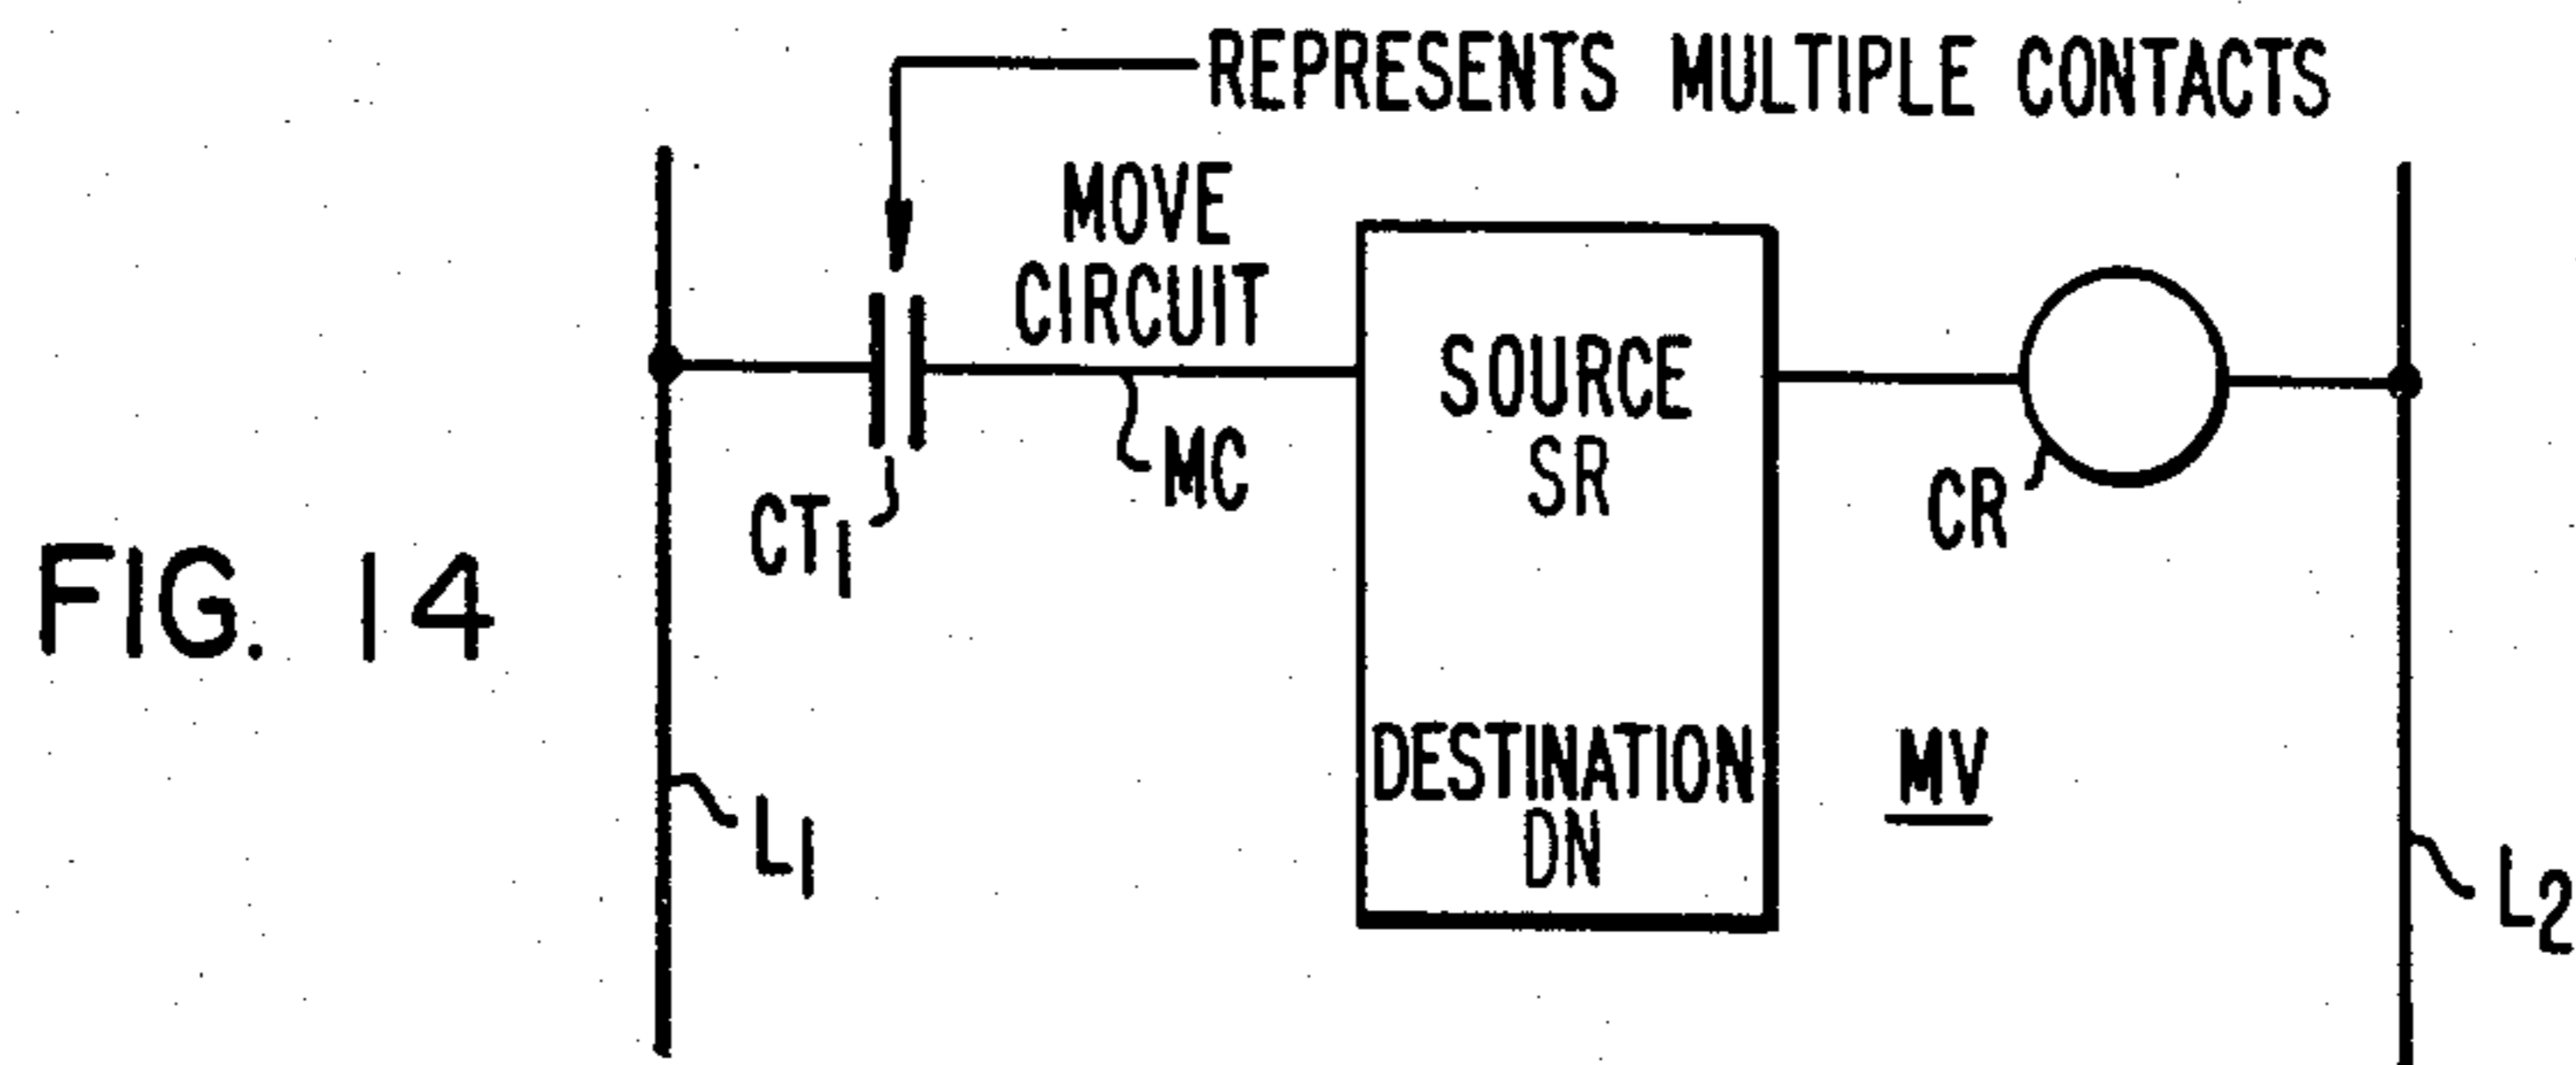 REPRESENTS MULTIPLE CONTACTS
MOVE
CIRCUIT
SOURCE
SR
MC
CR
CT1
FIG. 14
DESTINATION
DN
MV
L1
L2